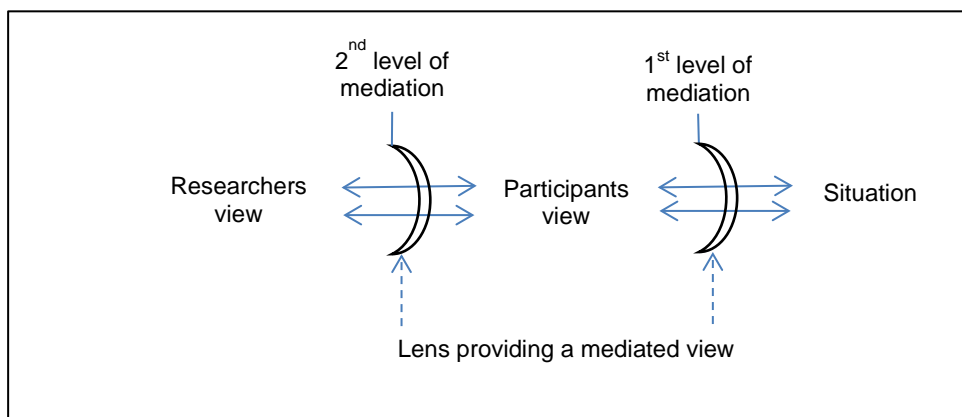 2nd level of
mediation
1st level of
mediation
Researchers
view
Participants
view
Situation
Lens providing a mediated view